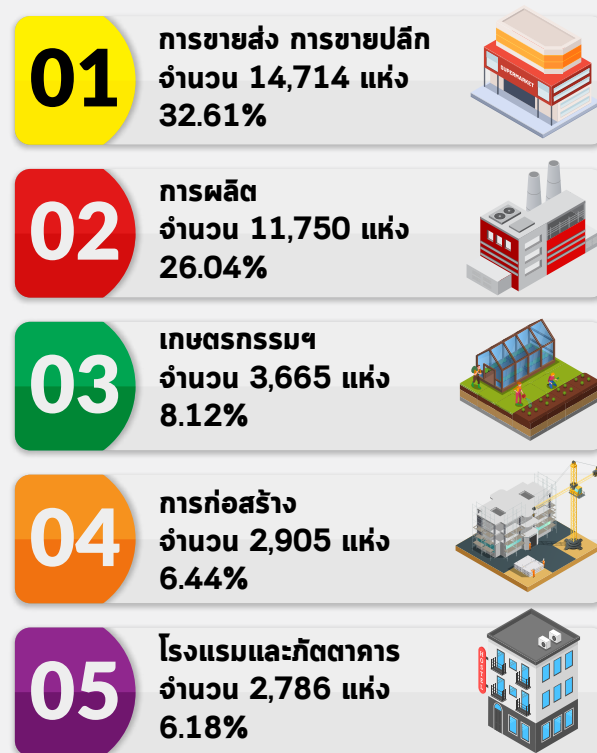 01
การขายส่ง การขายปลีก
จำนวน 14,714 แห่ง
32.61%
SUPERMARKET
02
การผลิต
จำนวน 11,750 แห่ง
26.04%
03
เกษตรกรรมฯ
จำนวน 3,665 แห่ง
8.12%
04
การก่อสร้าง
จำนวน 2,905 แห่ง
6.44%
05
โรงแรมและภัตตาคาร
จำนวน 2,786 แห่ง
6.18%
HOSTEL